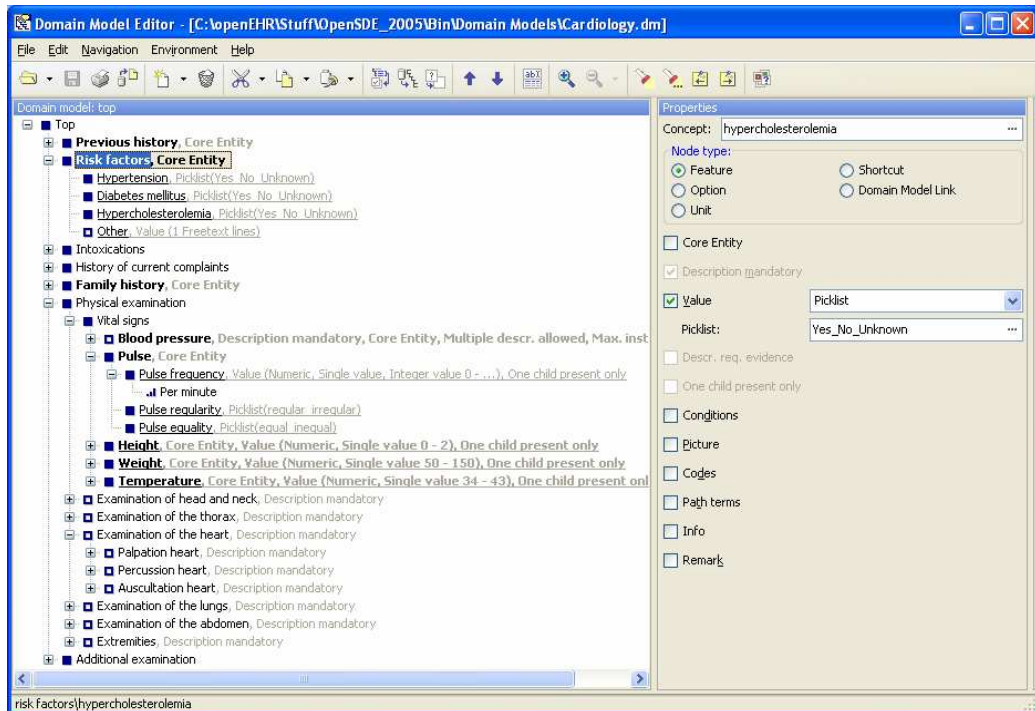 Domain Model Editor - [C:\openEHR\Stuff\OpenSDE_2005\Bin\Domain Models\Cardiology.dm]
File Edit Navigation Environment Help
Domain model: top
Top
Previous history, Core Entity
Risk factors, Core Entity
Hypertension, Picklist(Yes_No_Unknown)
Diabetes mellitus, Picklist(Yes_No_Unknown)
Hypercholesterolemia, Picklist(Yes_No_Unknown)
Other, Value (1 Freetext lines)
Intoxications
History of current complaints
Family history, Core Entity
Physical examination
Vital signs
Blood pressure, Description mandatory, Core Entity, Multiple descr. allowed, Max. inst
Pulse, Core Entity
Pulse frequency, Value (Numeric, Single value, Integer value 0 - ...), One child present only
Per minute
Pulse regularity, Picklist(regular_irregular)
Pulse equality, Picklist(equal_inequal)
Height, Core Entity, Value (Numeric, Single value 0 - 2), One child present only
Weight, Core Entity, Value (Numeric, Single value 50 - 150), One child present only
Temperature, Core Entity, Value (Numeric, Single value 34 - 43), One child present onl
Examination of head and neck, Description mandatory
Examination of the thorax, Description mandatory
Examination of the heart, Description mandatory
Palpation heart, Description mandatory
Percussion heart, Description mandatory
Auscultation heart, Description mandatory
Examination of the lungs, Description mandatory
Examination of the abdomen, Description mandatory
Extremities, Description mandatory
Additional examination
Properties
Concept: hypercholesterolemia ...
Node type:
Feature Shortcut
Option Domain Model Link
Unit
Core Entity
Description mandatory
Value Picklist
Picklist: Yes_No_Unknown ...
Descr. req. evidence
One child present only
Conditions
Picture
Codes
Path terms
Info
Remark
risk factors\hypercholesterolemia